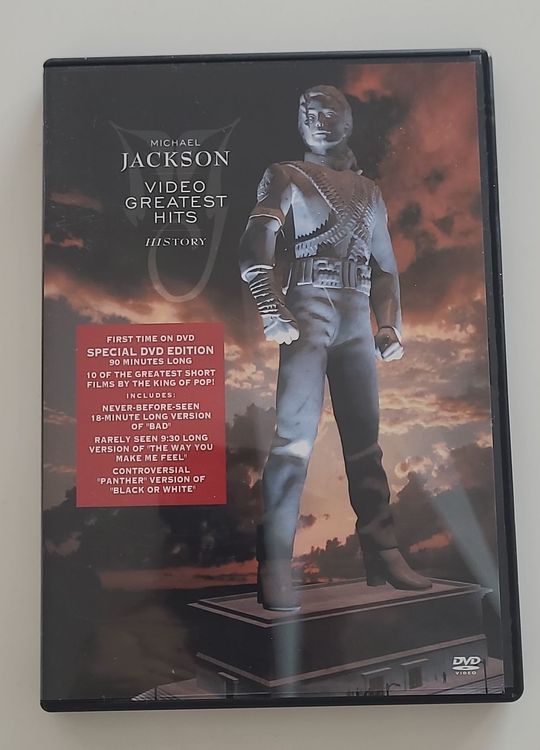 MICHAEL
JACKSON
VIDEO
GREATEST
HITS
HIStory
FIRST TIME ON DVD
SPECIAL DVD EDITION
90 MINUTES LONG
10 OF THE GREATEST SHORT
FILMS BY THE KING OF POP!
INCLUDES:
NEVER-BEFORE-SEEN
18-MINUTE LONG VERSION
OF "BAD"
RARELY SEEN 9:30 LONG
VERSION OF "THE WAY YOU
MAKE ME FEEL"
CONTROVERSIAL
"PANTHER" VERSION OF
"BLACK OR WHITE"
DVD
VIDEO